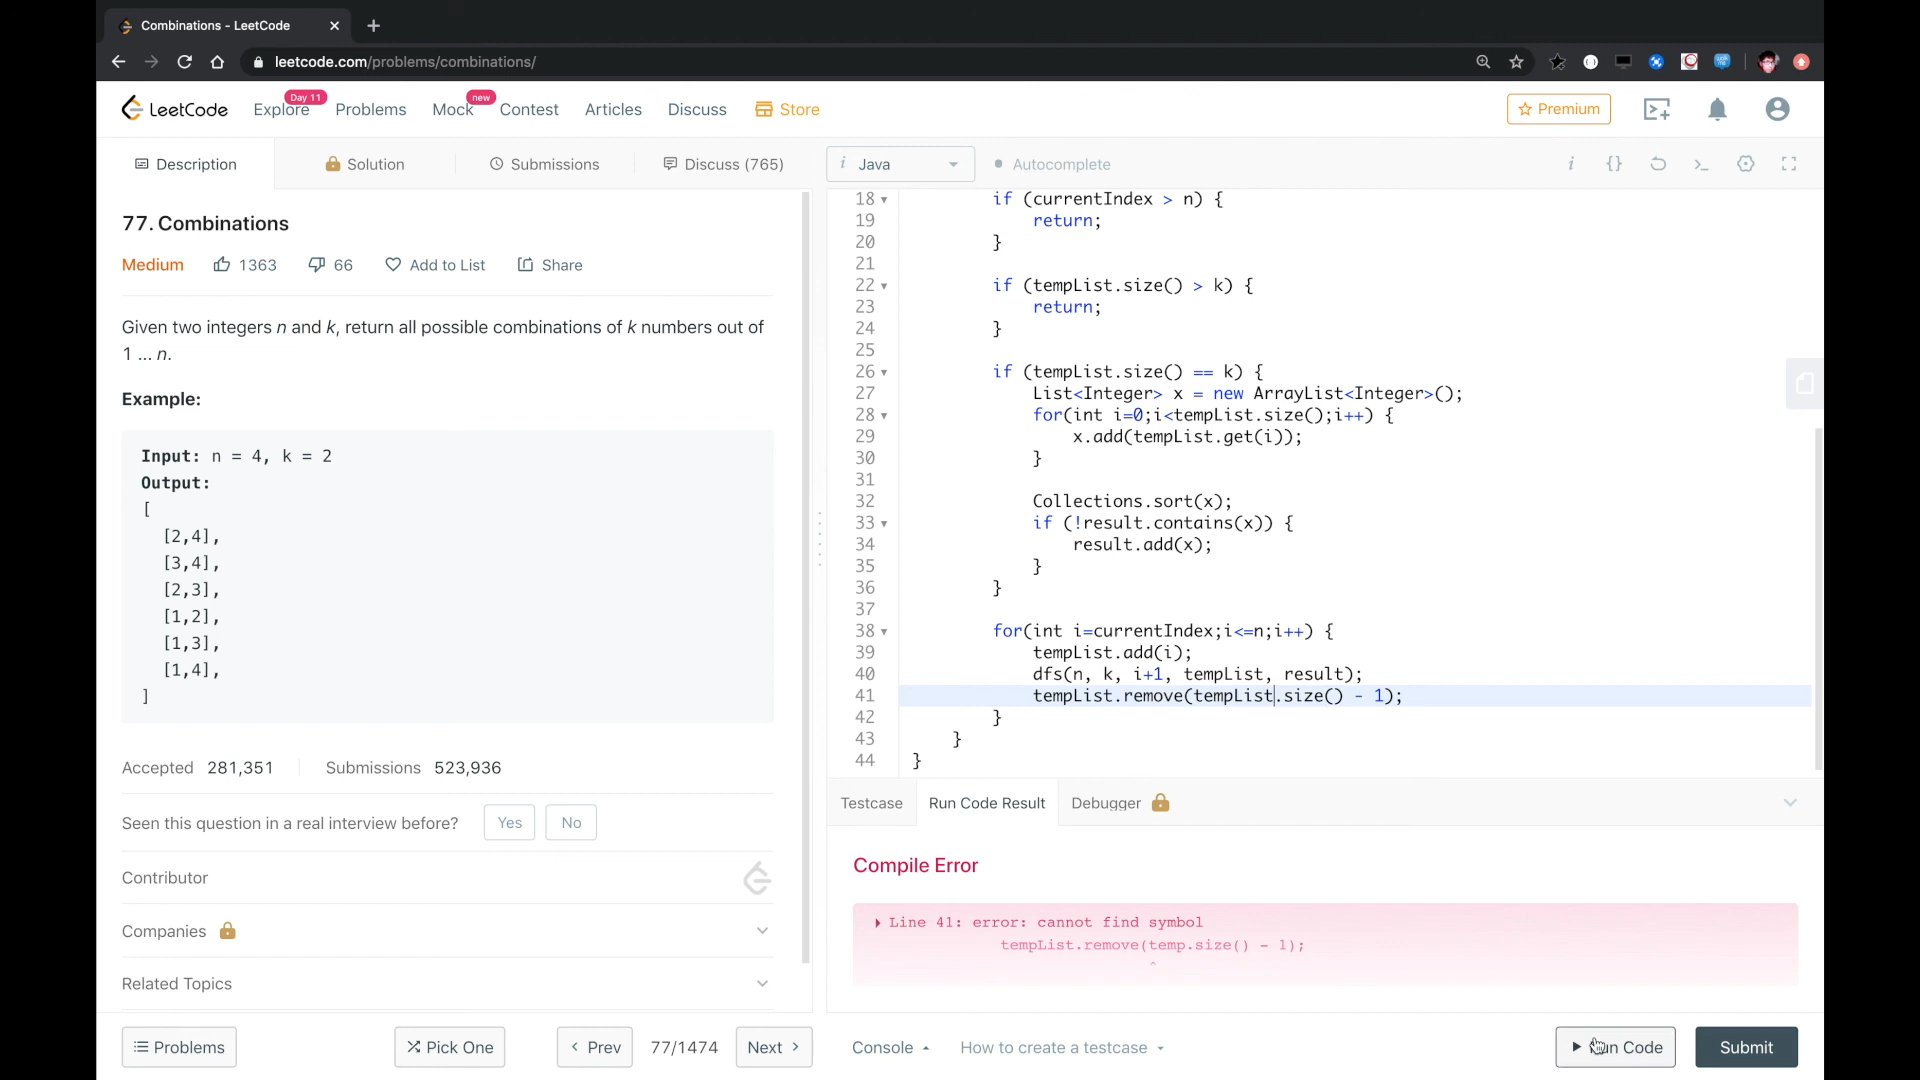 Combinations - LeetCode
leetcode.com/problems/combinations/
LeetCode Explore Day 11 Problems Mock new Contest Articles Discuss Store Premium
Description Solution Submissions Discuss (765) i Java Autocomplete
77. Combinations
Medium 1363 66 Add to List Share
Given two integers n and k, return all possible combinations of k numbers out of
1 ... n.
Example:
Input: n = 4, k = 2
Output:
[
[2,4],
[3,4],
[2,3],
[1,2],
[1,3],
[1,4],
]
Accepted 281,351 Submissions 523,936
Seen this question in a real interview before? Yes No
Contributor
Companies
Related Topics
Problems Pick One Prev 77/1474 Next
18 if (currentIndex > n) {
19 return;
20 }
21
22 if (tempList.size() > k) {
23 return;
24 }
25
26 if (tempList.size() == k) {
27 List<Integer> x = new ArrayList<Integer>();
28 for(int i=0;i<tempList.size();i++) {
29 x.add(tempList.get(i));
30 }
31
32 Collections.sort(x);
33 if (!result.contains(x)) {
34 result.add(x);
35 }
36 }
37
38 for(int i=currentIndex;i<=n;i++) {
39 tempList.add(i);
40 dfs(n, k, i+1, tempList, result);
41 tempList.remove(tempList.size() - 1);
42 }
43 }
44 }
Testcase Run Code Result Debugger
Compile Error
Line 41: error: cannot find symbol
tempList.remove(temp.size() - 1);
^
Console How to create a testcase Run Code Submit